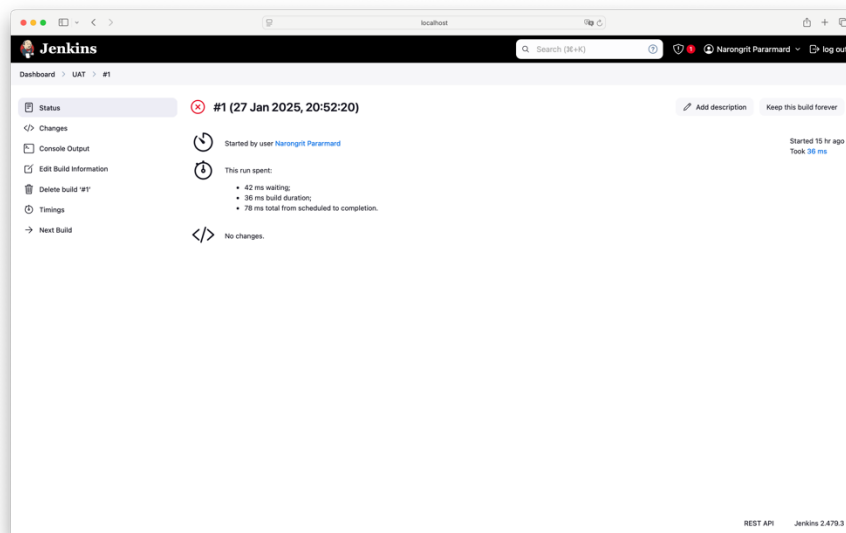 localhost
Jenkins
Search (⌘+K)
1
Narongrit Pararmard
log out
Dashboard > UAT > #1
Status
Changes
Console Output
Edit Build Information
Delete build '#1'
Timings
Next Build
#1 (27 Jan 2025, 20:52:20)
Add description
Keep this build forever
Started by user Narongrit Pararmard
Started 15 hr ago
Took 36 ms
This run spent:
• 42 ms waiting;
• 36 ms build duration;
• 78 ms total from scheduled to completion.
No changes.
REST API
Jenkins 2.479.3